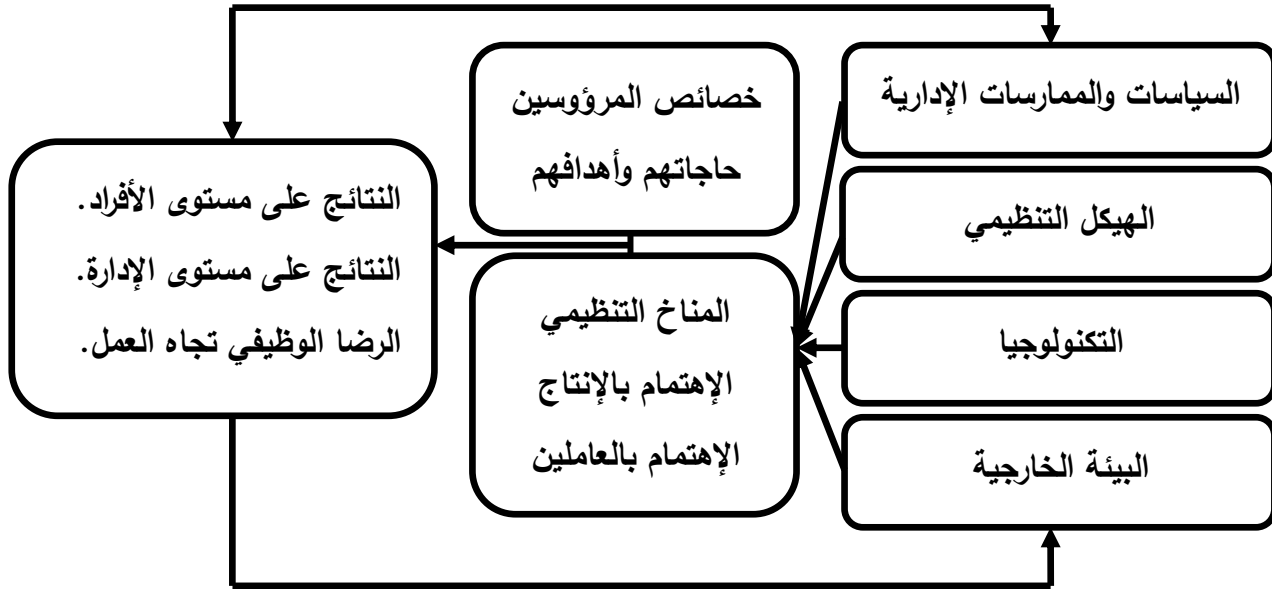 السياسات والممارسات الإدارية
الهيكل التنظيمي
التكنولوجيا
البيئة الخارجية
خصائص المرؤوسين
حاجاتهم وأهدافهم
المناخ التنظيمي
الإهتمام بالإنتاج
الإهتمام بالعاملين
النتائج على مستوى الأفراد.
النتائج على مستوى الإدارة.
الرضا الوظيفي تجاه العمل.